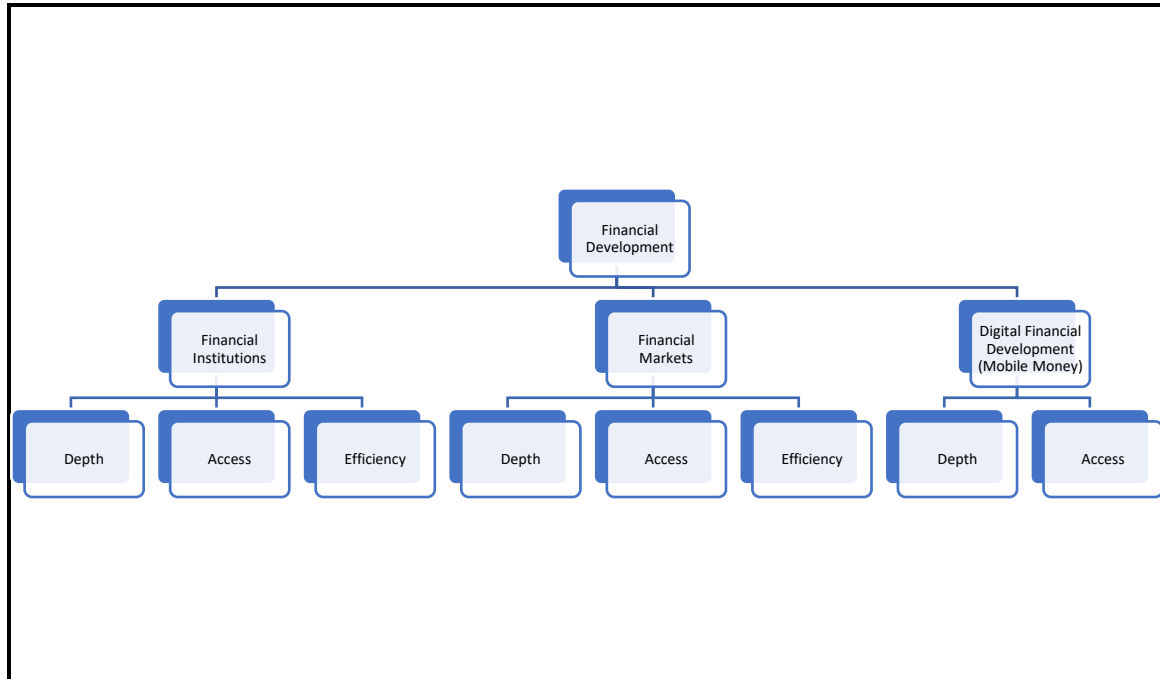 Financial
Development
Financial
Institutions
Financial
Markets
Digital Financial
Development
(Mobile Money)
Depth
Access
Efficiency
Depth
Access
Efficiency
Depth
Access